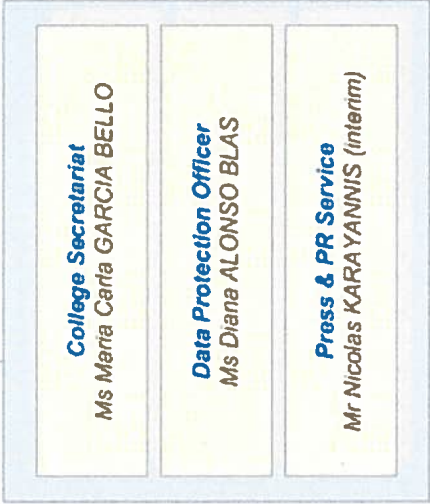 College Secretariat
Ms Maria Carla GARCIA BELLO
Data Protection Officer
Ms Diana ALONSO BLAS
Press & PR Service
Mr Nicolas KARAYANNIS (interim)